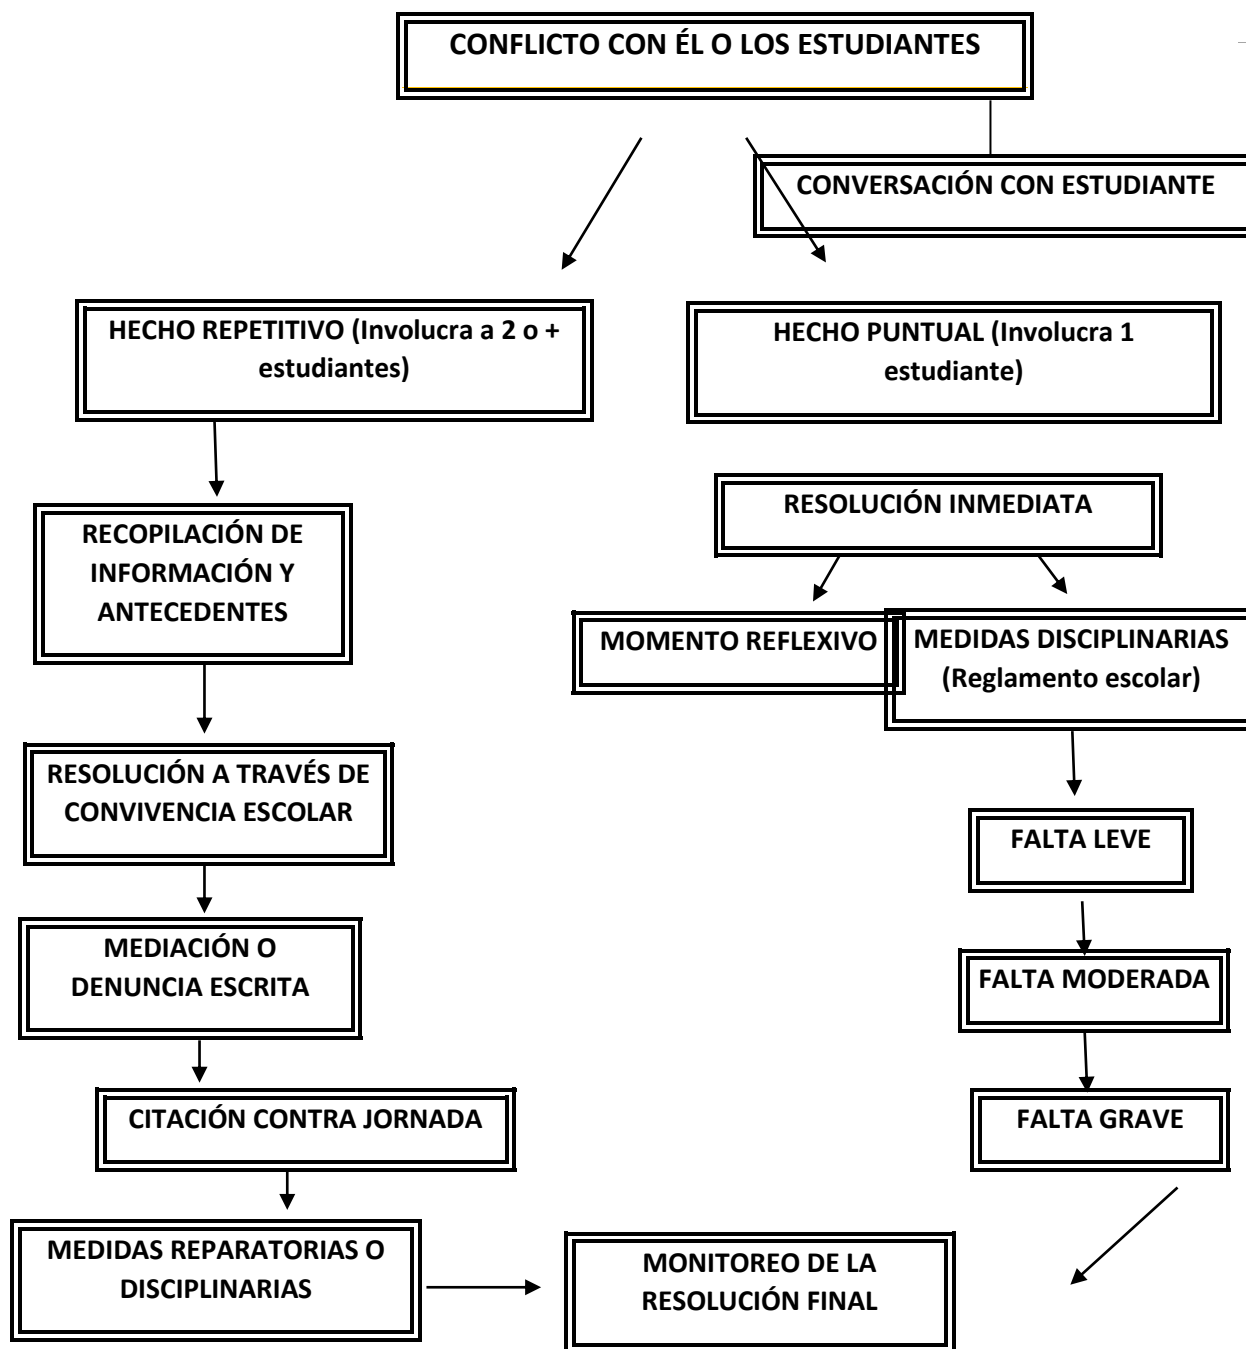 CONFLICTO CON ÉL O LOS ESTUDIANTES
CONVERSACIÓN CON ESTUDIANTE
HECHO REPETITIVO (Involucra a 2 o +
estudiantes)
HECHO PUNTUAL (Involucra 1
estudiante)
RECOPILACIÓN DE
INFORMACIÓN Y
ANTECEDENTES
RESOLUCIÓN INMEDIATA
MOMENTO REFLEXIVO
MEDIDAS DISCIPLINARIAS
(Reglamento escolar)
RESOLUCIÓN A TRAVÉS DE
CONVIVENCIA ESCOLAR
FALTA LEVE
MEDIACIÓN O
DENUNCIA ESCRITA
FALTA MODERADA
CITACIÓN CONTRA JORNADA
FALTA GRAVE
MEDIDAS REPARATORIAS O
DISCIPLINARIAS
MONITOREO DE LA
RESOLUCIÓN FINAL